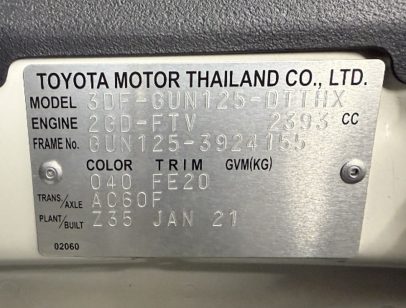 TOYOTA MOTOR THAILAND CO., LTD.
MODEL 3DF-GUN125-DTTHX
ENGINE 2GD-FTV 2393 CC
FRAME No. GUN125-3924155
COLOR TRIM GVM(KG)
040 FE20
TRANS./AXLE AC60F
PLANT/BUILT Z35 JAN 21
02060